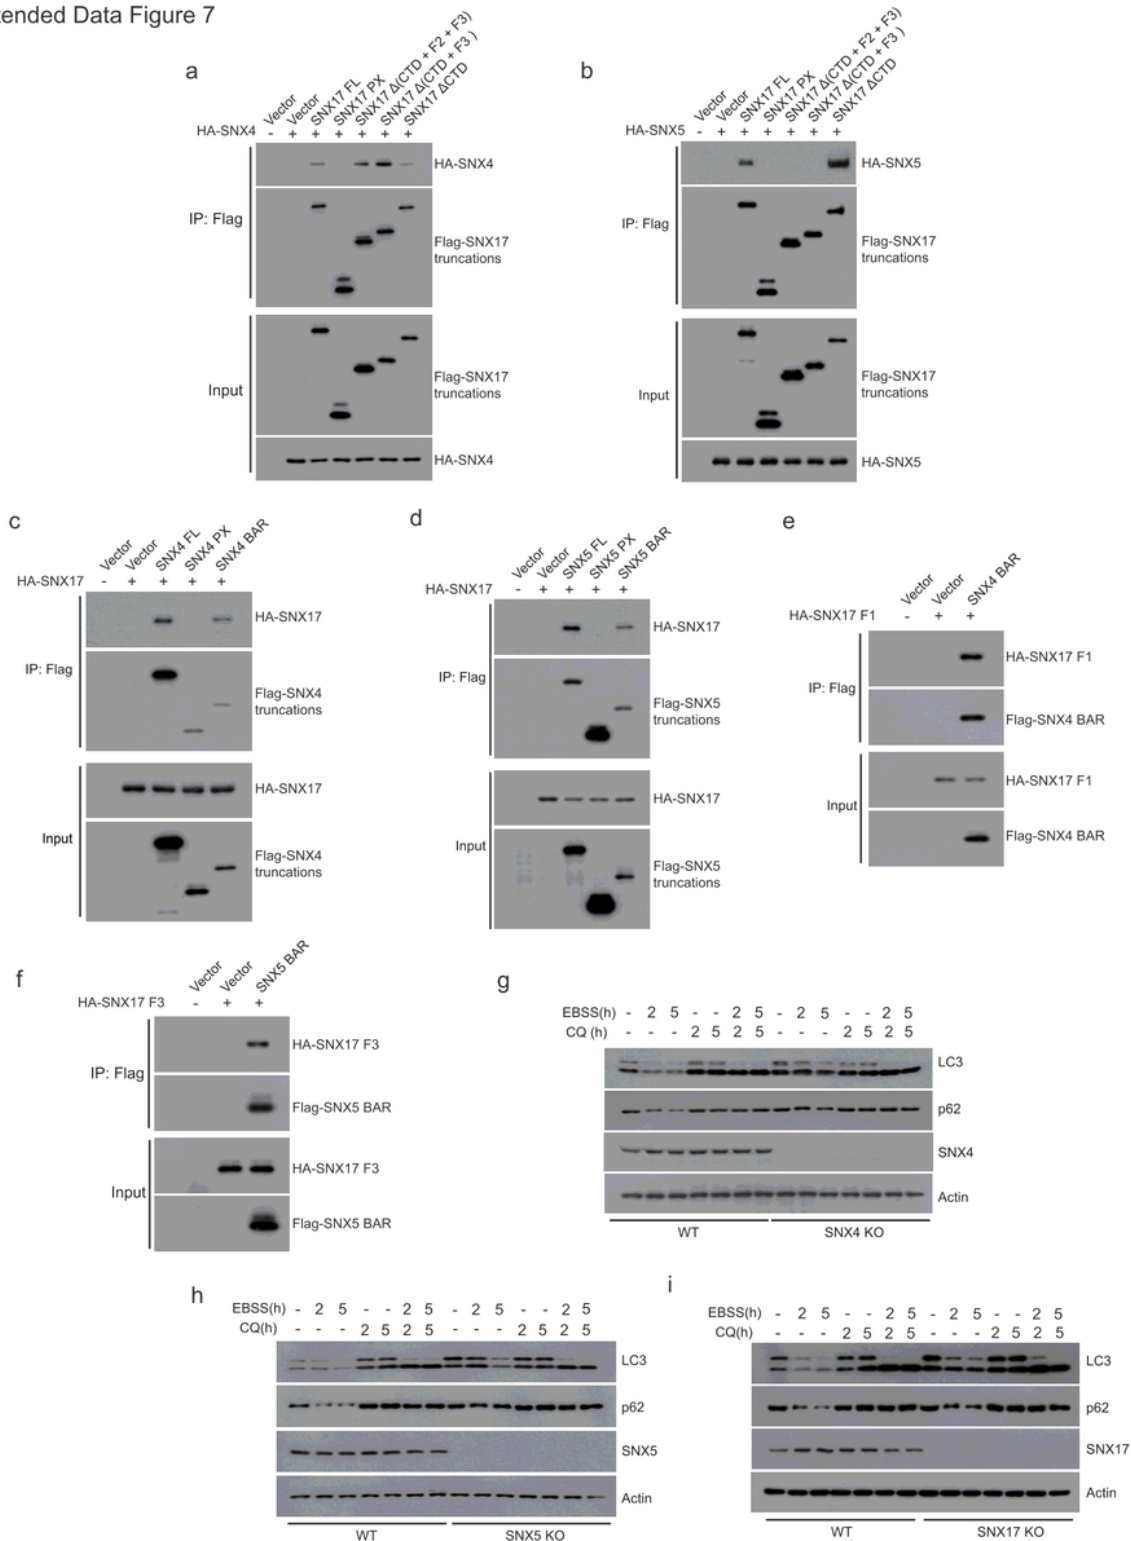 tended Data Figure 7
a
Vector
Vector
SNX17 FL
SNX17 PX
SNX17 Δ(CTD + F2 + F3)
SNX17 Δ(CTD + F3 )
SNX17 ΔCTD
HA-SNX4 - + + + + + +
HA-SNX4
IP: Flag
Flag-SNX17
truncations
Input
Flag-SNX17
truncations
HA-SNX4
b
Vector
Vector
SNX17 FL
SNX17 PX
SNX17 Δ(CTD + F2 + F3)
SNX17 Δ(CTD + F3 )
SNX17 ΔCTD
HA-SNX5 - + + + + + +
HA-SNX5
IP: Flag
Flag-SNX17
truncations
Input
Flag-SNX17
truncations
HA-SNX5
c
Vector
Vector
SNX4 FL
SNX4 PX
SNX4 BAR
HA-SNX17 - + + + +
HA-SNX17
IP: Flag
Flag-SNX4
truncations
HA-SNX17
Input
Flag-SNX4
truncations
d
Vector
Vector
SNX5 FL
SNX5 PX
SNX5 BAR
HA-SNX17 - + + + +
HA-SNX17
IP: Flag
Flag-SNX5
truncations
HA-SNX17
Input
Flag-SNX5
truncations
e
Vector
Vector
SNX4 BAR
HA-SNX17 F1 - + +
HA-SNX17 F1
IP: Flag
Flag-SNX4 BAR
HA-SNX17 F1
Input
Flag-SNX4 BAR
f
Vector
Vector
SNX5 BAR
HA-SNX17 F3 - + +
HA-SNX17 F3
IP: Flag
Flag-SNX5 BAR
HA-SNX17 F3
Input
Flag-SNX5 BAR
g
EBSS(h) - 2 5 - - 2 5 - 2 5 - - 2 5
CQ (h) - - - 2 5 2 5 - - - 2 5 2 5
LC3
p62
SNX4
Actin
WT SNX4 KO
h
EBSS(h) - 2 5 - - 2 5 - 2 5 - - 2 5
CQ(h) - - - 2 5 2 5 - - - 2 5 2 5
LC3
p62
SNX5
Actin
WT SNX5 KO
i
EBSS(h) - 2 5 - - 2 5 - 2 5 - - 2 5
CQ(h) - - - 2 5 2 5 - - - 2 5 2 5
LC3
p62
SNX17
Actin
WT SNX17 KO